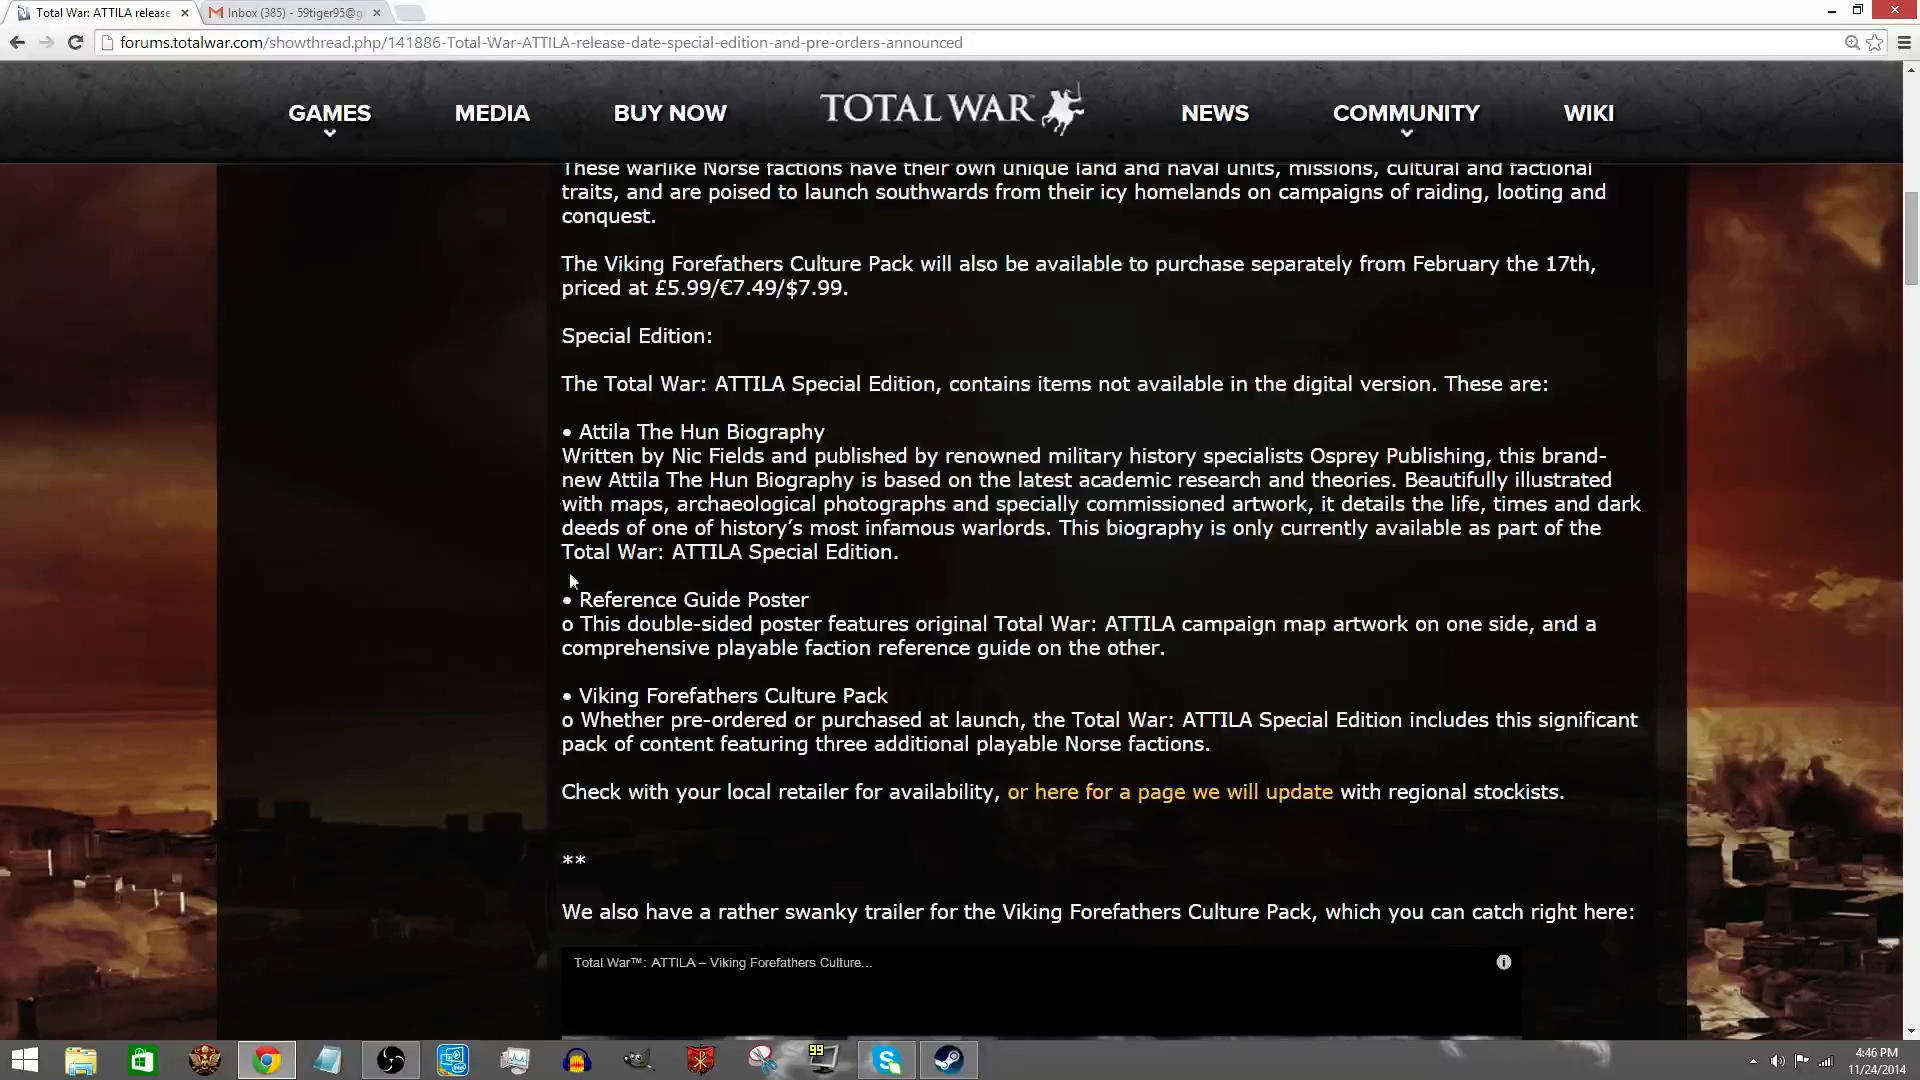 Total War: ATTILA release
Inbox (385) - 59tiger95@g
forums.totalwar.com/showthread.php/141886-Total-War-ATTILA-release-date-special-edition-and-pre-orders-announced
GAMES
MEDIA
BUY NOW
TOTAL WAR
NEWS
COMMUNITY
WIKI
These warlike Norse factions have their own unique land and naval units, missions, cultural and factional
traits, and are poised to launch southwards from their icy homelands on campaigns of raiding, looting and
conquest.
The Viking Forefathers Culture Pack will also be available to purchase separately from February the 17th,
priced at £5.99/€7.49/$7.99.
Special Edition:
The Total War: ATTILA Special Edition, contains items not available in the digital version. These are:
• Attila The Hun Biography
Written by Nic Fields and published by renowned military history specialists Osprey Publishing, this brand-
new Attila The Hun Biography is based on the latest academic research and theories. Beautifully illustrated
with maps, archaeological photographs and specially commissioned artwork, it details the life, times and dark
deeds of one of history’s most infamous warlords. This biography is only currently available as part of the
Total War: ATTILA Special Edition.
• Reference Guide Poster
o This double-sided poster features original Total War: ATTILA campaign map artwork on one side, and a
comprehensive playable faction reference guide on the other.
• Viking Forefathers Culture Pack
o Whether pre-ordered or purchased at launch, the Total War: ATTILA Special Edition includes this significant
pack of content featuring three additional playable Norse factions.
Check with your local retailer for availability, or here for a page we will update with regional stockists.
**
We also have a rather swanky trailer for the Viking Forefathers Culture Pack, which you can catch right here:
Total War™: ATTILA – Viking Forefathers Culture...
99
4:46 PM
11/24/2014